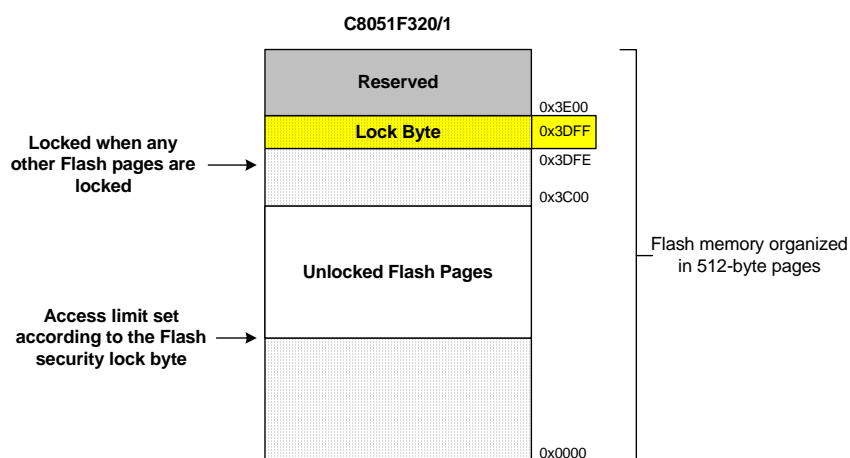 C8051F320/1
Reserved
0x3E00
Lock Byte
0x3DFF
Locked when any
other Flash pages are
locked
0x3DFE
0x3C00
Unlocked Flash Pages
Flash memory organized
in 512-byte pages
Access limit set
according to the Flash
security lock byte
0x0000